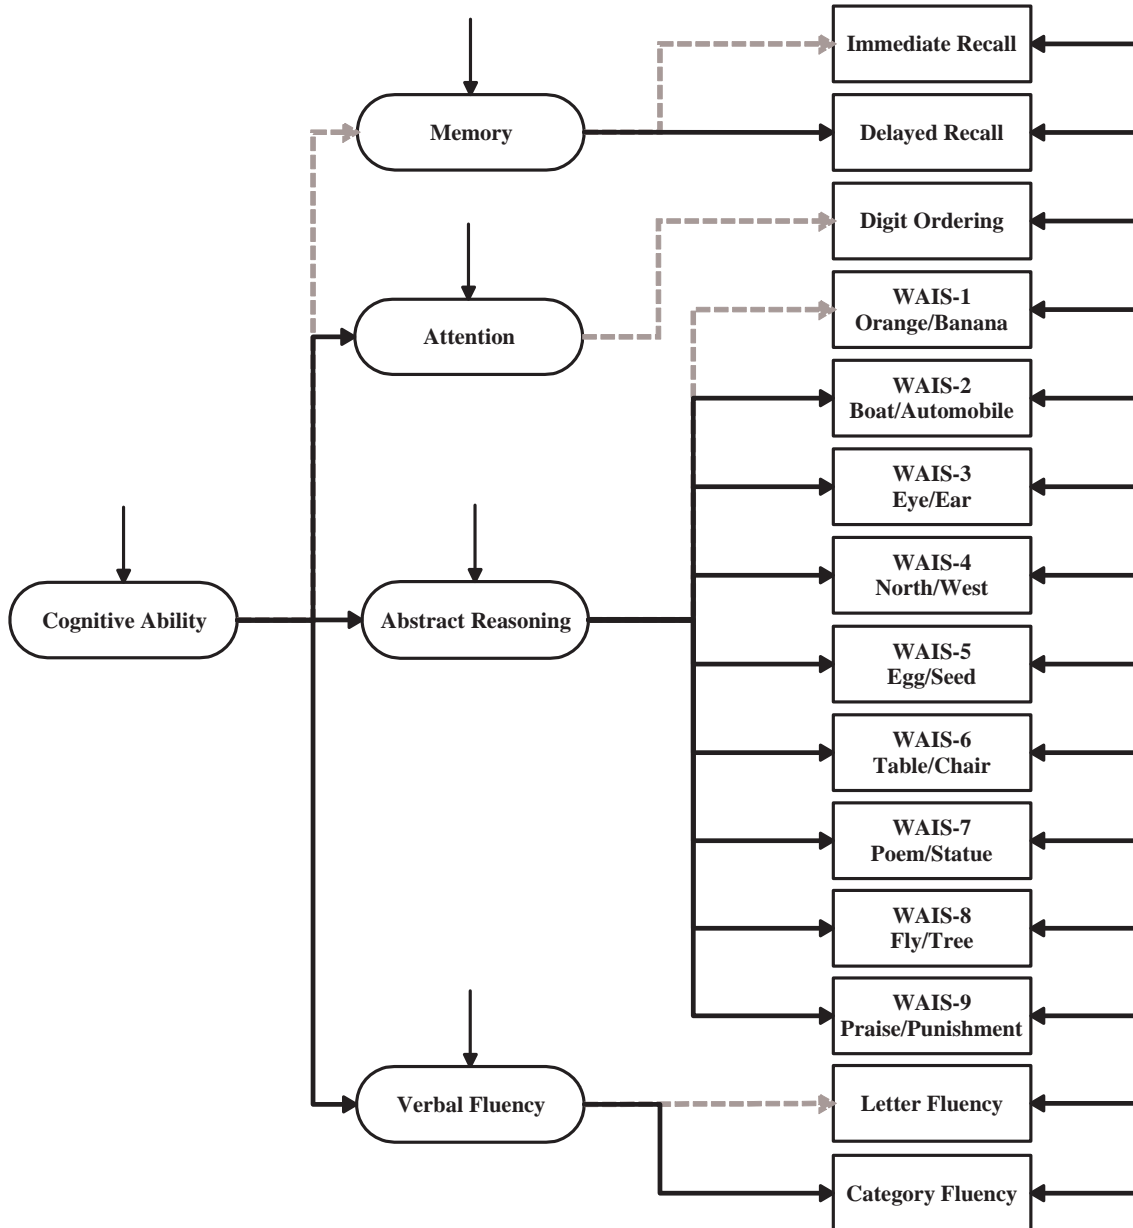 Immediate Recall
Memory
Delayed Recall
Digit Ordering
WAIS-1
Orange/Banana
Attention
WAIS-2
Boat/Automobile
WAIS-3
Eye/Ear
WAIS-4
North/West
Cognitive Ability
Abstract Reasoning
WAIS-5
Egg/Seed
WAIS-6
Table/Chair
WAIS-7
Poem/Statue
WAIS-8
Fly/Tree
WAIS-9
Praise/Punishment
Verbal Fluency
Letter Fluency
Category Fluency